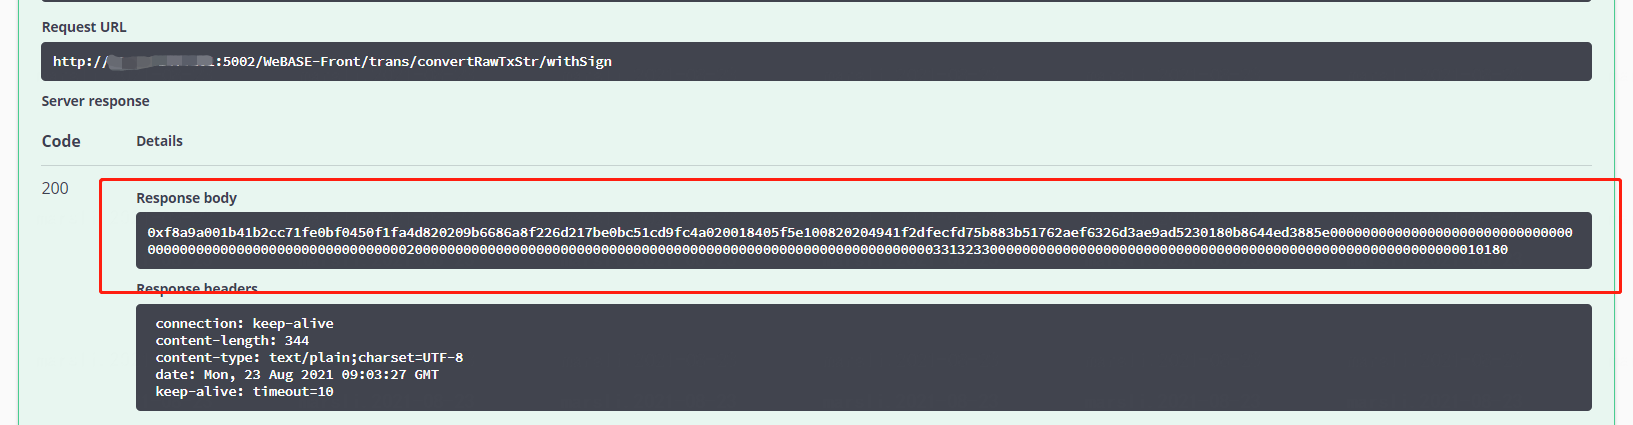 Request URL
http:// :5002/WeBASE-Front/trans/convertRawTxStr/withSign
Server response
Code Details
200
Response body
0xf8a9a001b41b2cc71fe0bf0450f1fa4d820209b6686a8f226d217be0bc51cd9fc4a020018405f5e100820204941f2dfecfd75b883b51762aef6326d3ae9ad5230180b8644ed3885e000000000000000000000000000000
000000000000000000000000000000002000000000000000000000000000000000000000000000000000000000000000033132330000000000000000000000000000000000000000000000000000000000010180
Response headers
connection: keep-alive
content-length: 344
content-type: text/plain;charset=UTF-8
date: Mon, 23 Aug 2021 09:03:27 GMT
keep-alive: timeout=10